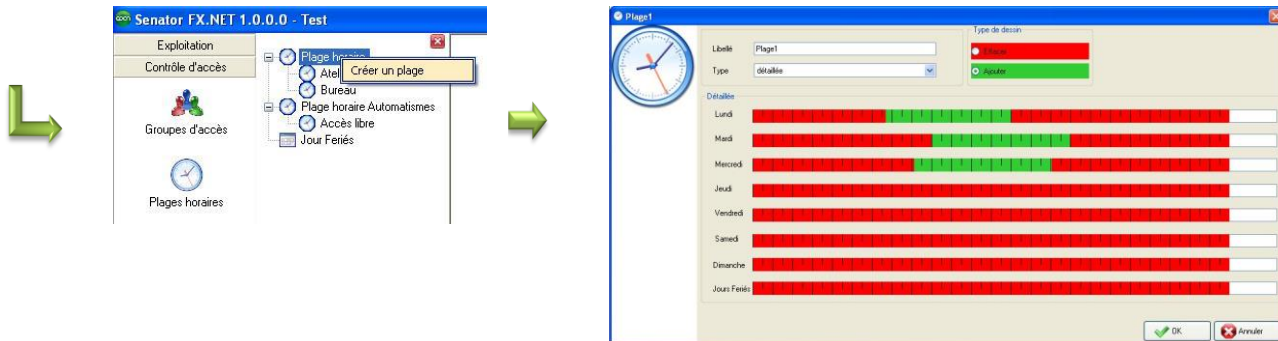 Senator FX.NET 1.0.0.0 - Test
Exploitation
Contrôle d'accès
Groupes d'accès
Plages horaires
Plage horaire
Créer un plage
Bureau
Plage horaire Automatismes
Accès libre
Jour Feriés
Plage1
Libellé Plage1
Type détaillée
Type de dessin
Effacer
Ajouter
Détaillée
Lundi
Mardi
Mercredi
Jeudi
Vendredi
Samedi
Dimanche
Jours Feriés
OK
Annuler